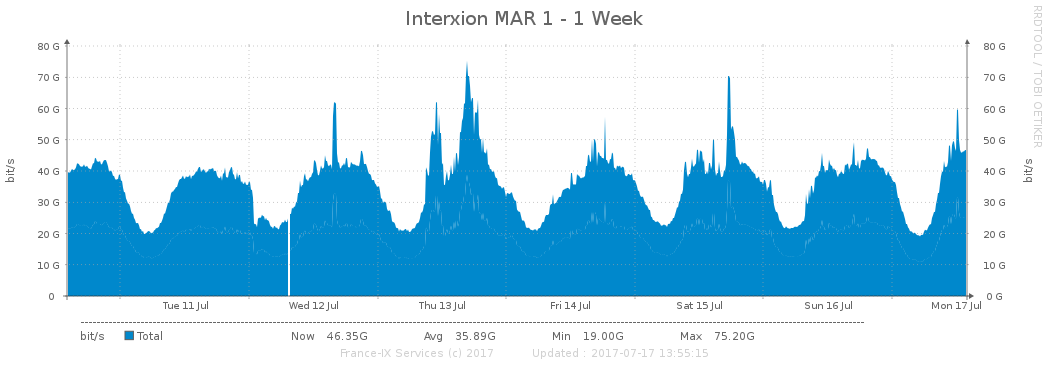 Interxion MAR 1 - 1 Week
RRDTOOL / TOBI OETIKER
bit/s
bit/s
80 G 80 G
70 G 70 G
60 G 60 G
50 G 50 G
40 G 40 G
30 G 30 G
20 G 20 G
10 G 10 G
0 0 G
Tue 11 Jul Wed 12 Jul Thu 13 Jul Fri 14 Jul Sat 15 Jul Sun 16 Jul Mon 17 Jul
bit/s Total Now 46.35G Avg 35.89G Min 19.00G Max 75.20G
France-IX Services (c) 2017 Updated : 2017-07-17 13:55:15